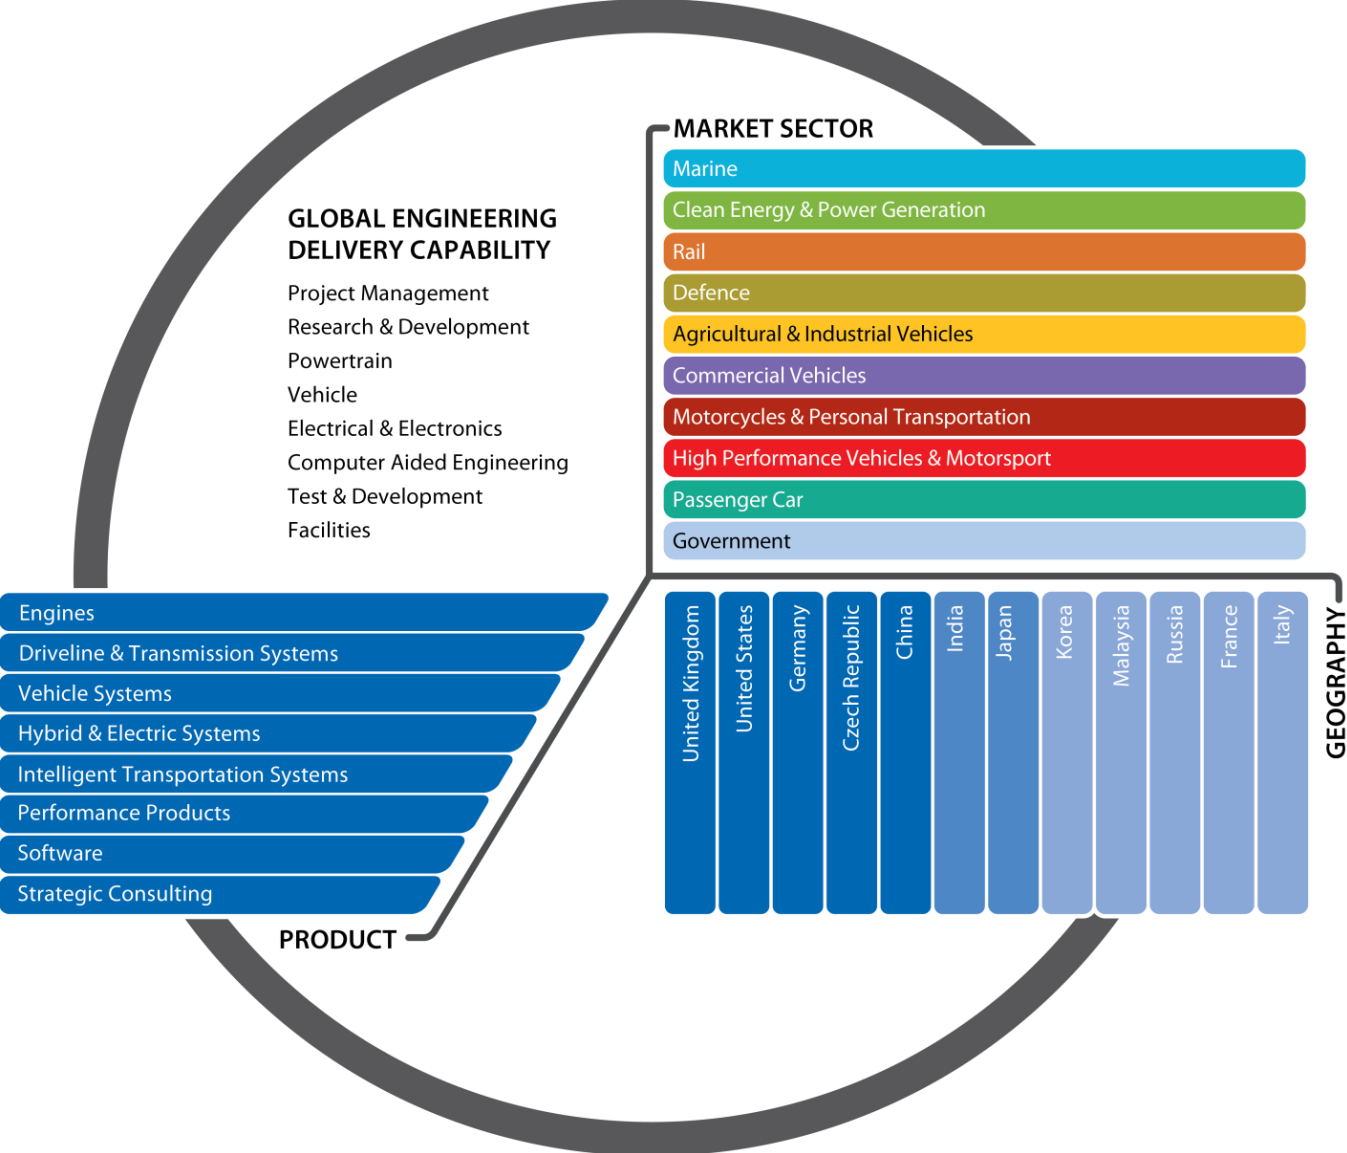 MARKET SECTOR
Marine
Clean Energy & Power Generation
Rail
Defence
Agricultural & Industrial Vehicles
Commercial Vehicles
Motorcycles & Personal Transportation
High Performance Vehicles & Motorsport
Passenger Car
Government
GLOBAL ENGINEERING
DELIVERY CAPABILITY
Project Management
Research & Development
Powertrain
Vehicle
Electrical & Electronics
Computer Aided Engineering
Test & Development
Facilities
Engines
Driveline & Transmission Systems
Vehicle Systems
Hybrid & Electric Systems
Intelligent Transportation Systems
Performance Products
Software
Strategic Consulting
PRODUCT
United Kingdom
United States
Germany
Czech Republic
China
India
Japan
Korea
Malaysia
Russia
France
Italy
GEOGRAPHY